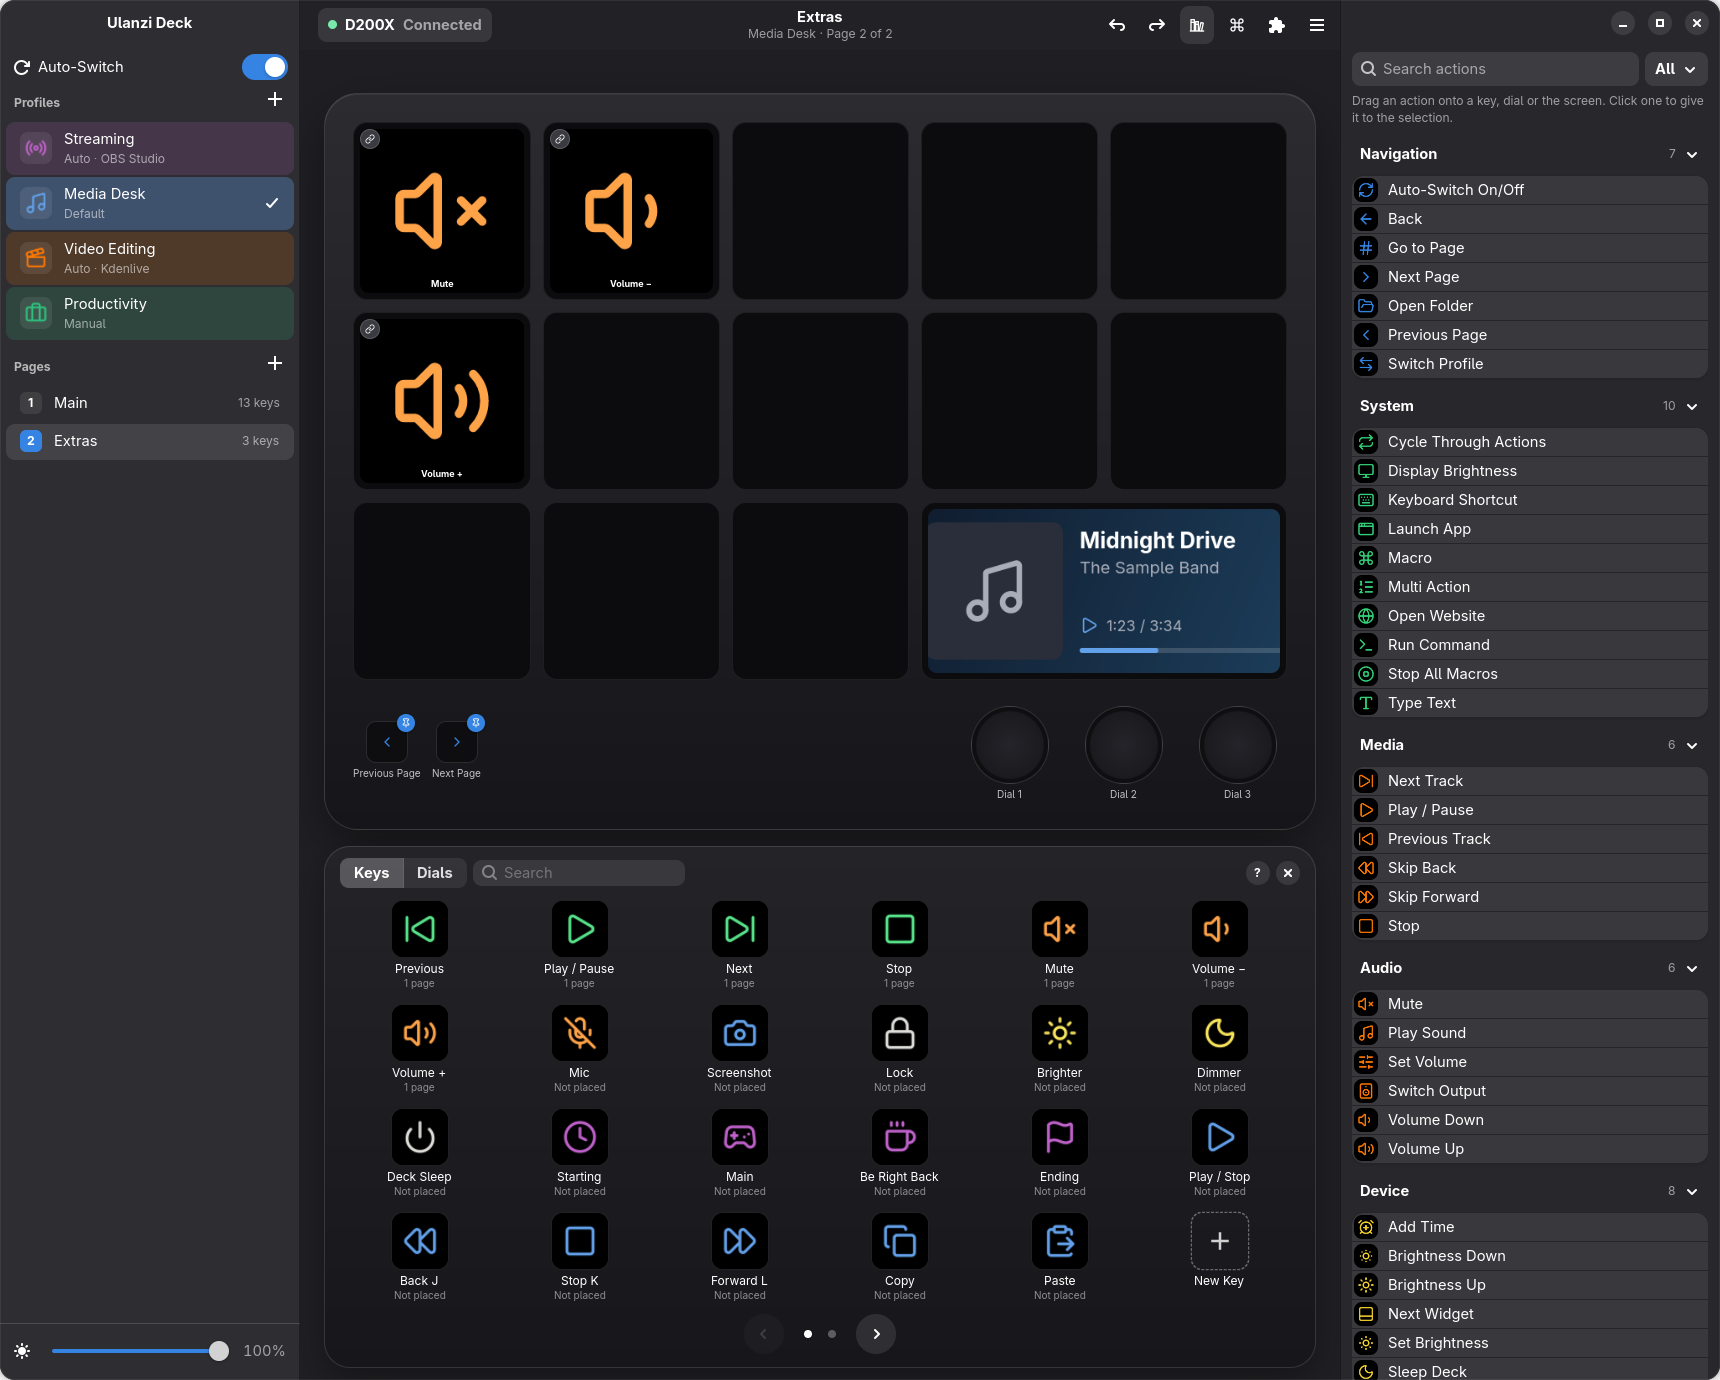 Ulanzi Deck
Auto-Switch
Profiles
Streaming
Auto · OBS Studio
Media Desk
Default
Video Editing
Auto · Kdenlive
Productivity
Manual
Pages
1 Main 13 keys
2 Extras 3 keys
100%
D200X Connected
Extras
Media Desk · Page 2 of 2
Mute
Volume −
Volume +
Midnight Drive
The Sample Band
1:23 / 3:34
Previous Page
Next Page
Dial 1
Dial 2
Dial 3
Keys
Dials
Search
?
Previous
1 page
Play / Pause
1 page
Next
1 page
Stop
1 page
Mute
1 page
Volume −
1 page
Volume +
1 page
Mic
Not placed
Screenshot
Not placed
Lock
Not placed
Brighter
Not placed
Dimmer
Not placed
Deck Sleep
Not placed
Starting
Not placed
Main
Not placed
Be Right Back
Not placed
Ending
Not placed
Play / Stop
Not placed
Back J
Not placed
Stop K
Not placed
Forward L
Not placed
Copy
Not placed
Paste
Not placed
New Key
Search actions
All
Drag an action onto a key, dial or the screen. Click one to give
it to the selection.
Navigation 7
Auto-Switch On/Off
Back
Go to Page
Next Page
Open Folder
Previous Page
Switch Profile
System 10
Cycle Through Actions
Display Brightness
Keyboard Shortcut
Launch App
Macro
Multi Action
Open Website
Run Command
Stop All Macros
Type Text
Media 6
Next Track
Play / Pause
Previous Track
Skip Back
Skip Forward
Stop
Audio 6
Mute
Play Sound
Set Volume
Switch Output
Volume Down
Volume Up
Device 8
Add Time
Brightness Down
Brightness Up
Next Widget
Set Brightness
Sleep Deck